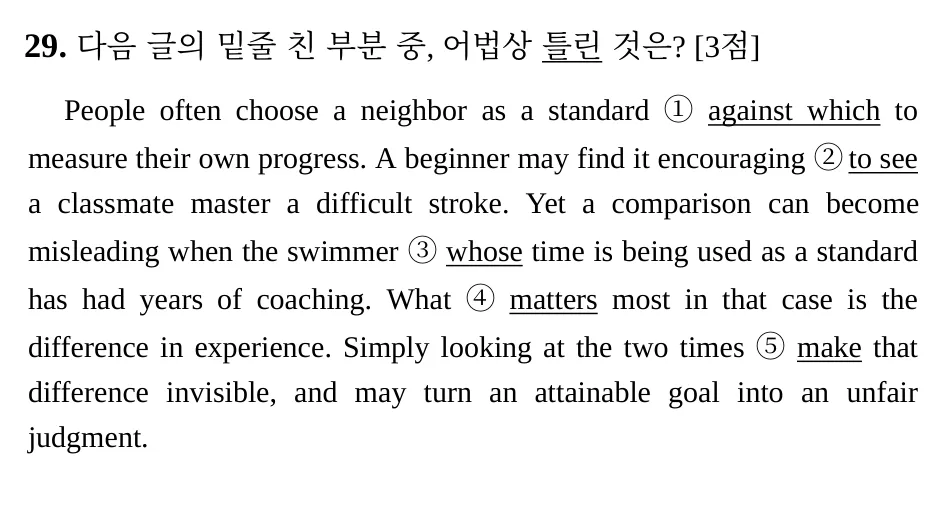 29. 다음 글의 밑줄 친 부분 중, 어법상 틀린 것은? [3점]
People often choose a neighbor as a standard ① against which to
measure their own progress. A beginner may find it encouraging ② to see
a classmate master a difficult stroke. Yet a comparison can become
misleading when the swimmer ③ whose time is being used as a standard
has had years of coaching. What ④ matters most in that case is the
difference in experience. Simply looking at the two times ⑤ make that
difference invisible, and may turn an attainable goal into an unfair
judgment.